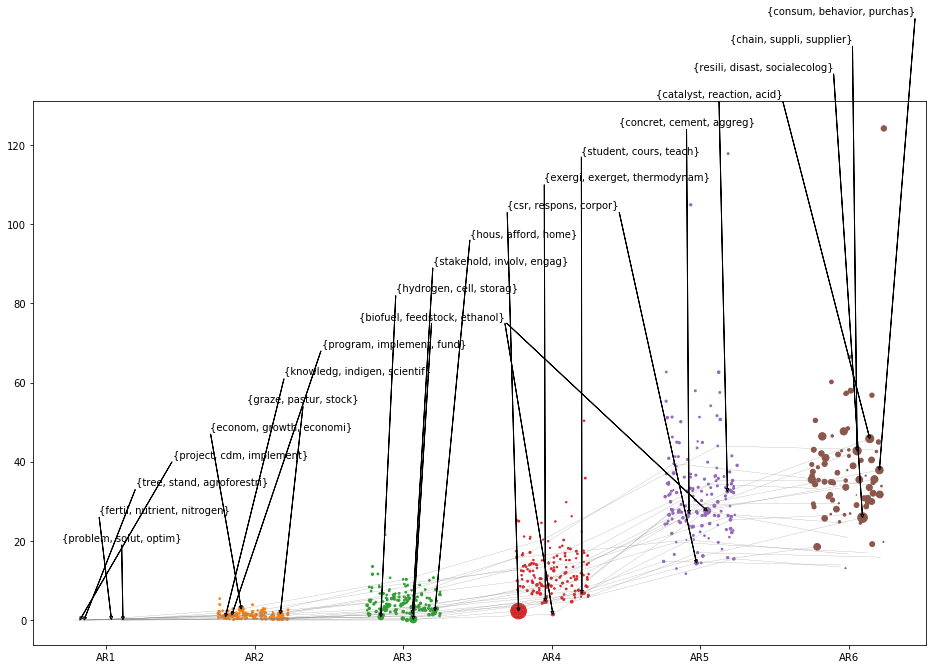 {consum, behavior, purchas}
{chain, suppli, supplier}
{resili, disast, socialecolog}
{catalyst, reaction, acid}
{concret, cement, aggreg}
{student, cours, teach}
{exergi, exerget, thermodynam}
{csr, respons, corpor}
{hous, afford, home}
{stakehold, involv, engag}
{hydrogen, cell, storag}
{biofuel, feedstock, ethanol}
{program, implement, fund}
{knowledg, indigen, scientif}
{graze, pastur, stock}
{econom, growth, economi}
{project, cdm, implement}
{tree, stand, agroforestri}
{fertil, nutrient, nitrogen}
{problem, solut, optim}
120
100
80
60
40
20
0
AR1 AR2 AR3 AR4 AR5 AR6